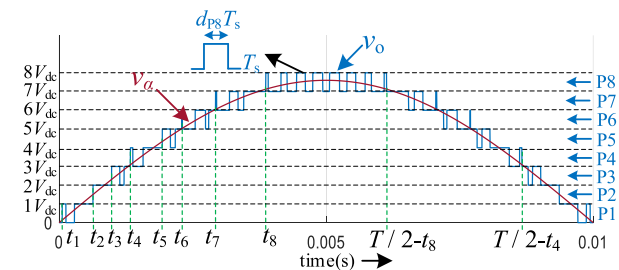 d_P8 T_s
T_s
v_o
v_α
8V_dc
7V_dc
6V_dc
5V_dc
4V_dc
3V_dc
2V_dc
1V_dc
0
P8
P7
P6
P5
P4
P3
P2
P1
0 t_1 t_2 t_3 t_4 t_5 t_6 t_7 t_8 0.005 T / 2-t_8 T / 2-t_4 0.01
time(s)